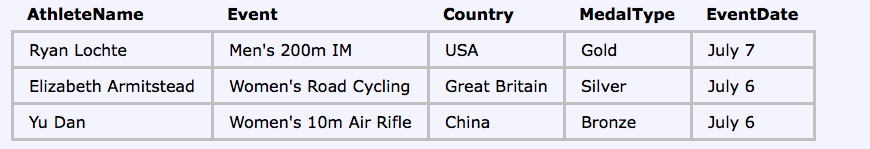 AthleteName Event Country MedalType EventDate
Ryan Lochte Men's 200m IM USA Gold July 7
Elizabeth Armitstead Women's Road Cycling Great Britain Silver July 6
Yu Dan Women's 10m Air Rifle China Bronze July 6